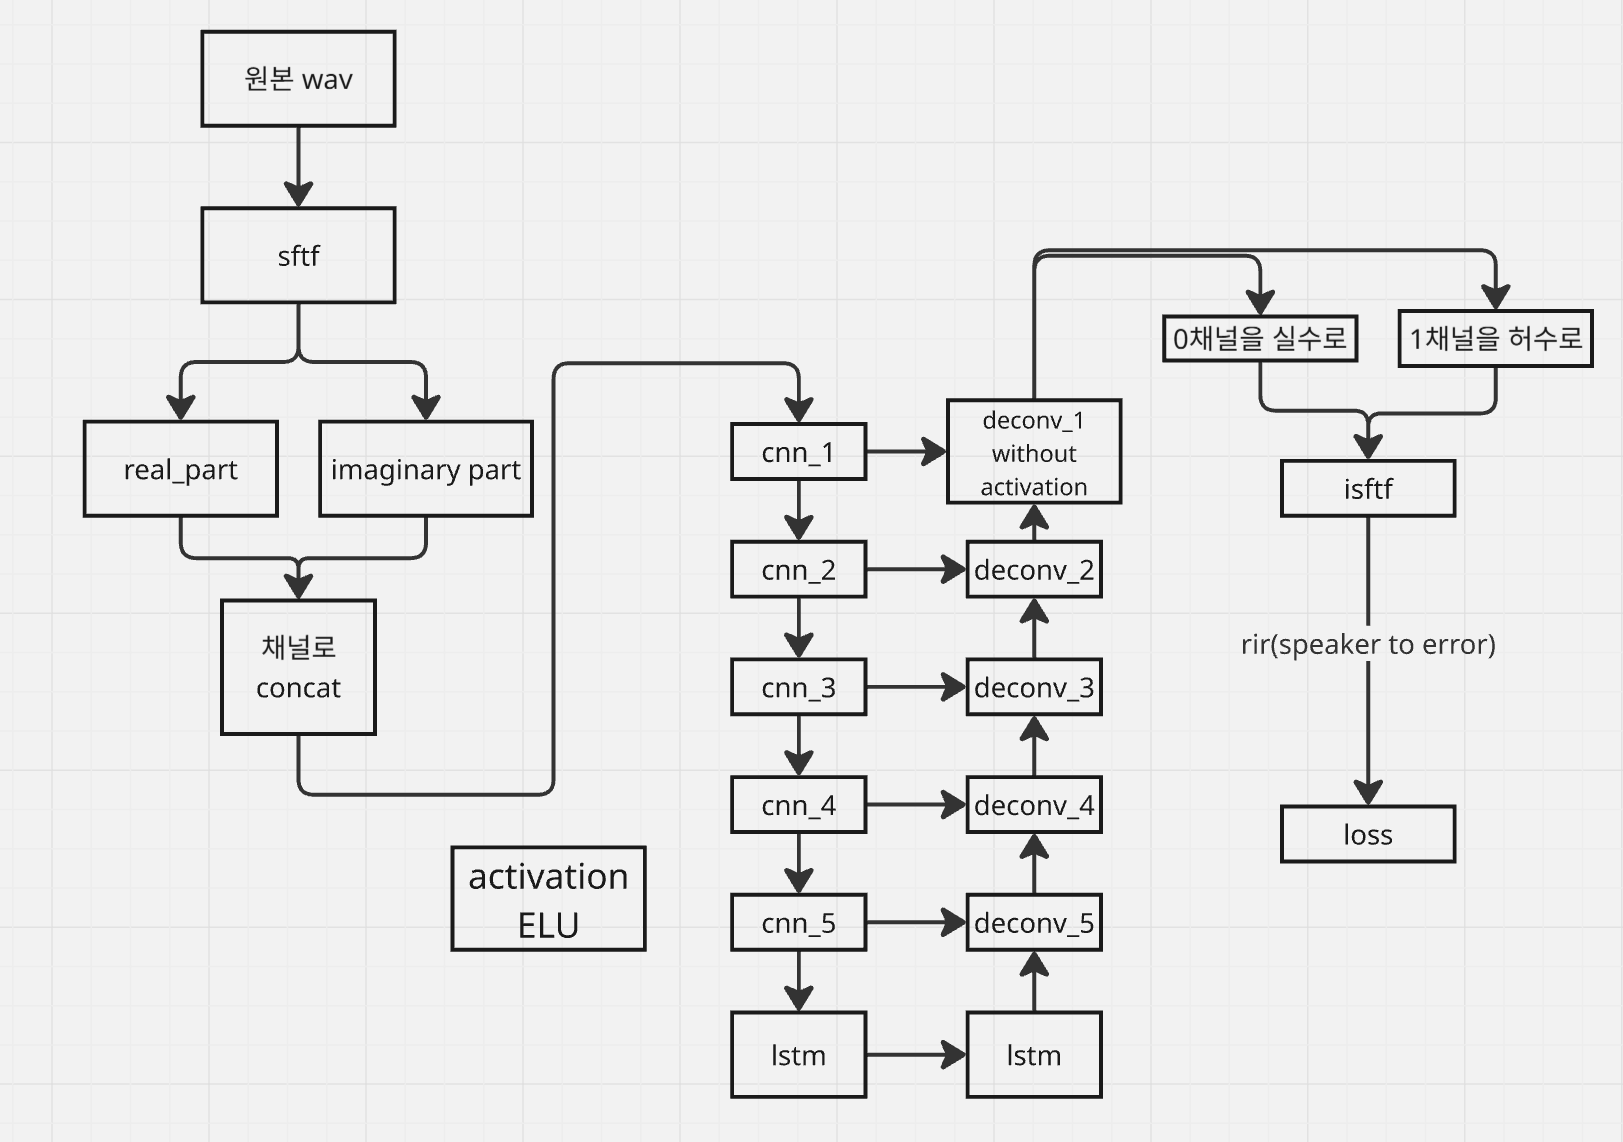 원본 wav
sftf
real_part
imaginary part
채널로
concat
activation
ELU
cnn_1
cnn_2
cnn_3
cnn_4
cnn_5
lstm
lstm
deconv_5
deconv_4
deconv_3
deconv_2
deconv_1
without
activation
0채널을 실수로
1채널을 허수로
isftf
rir(speaker to error)
loss